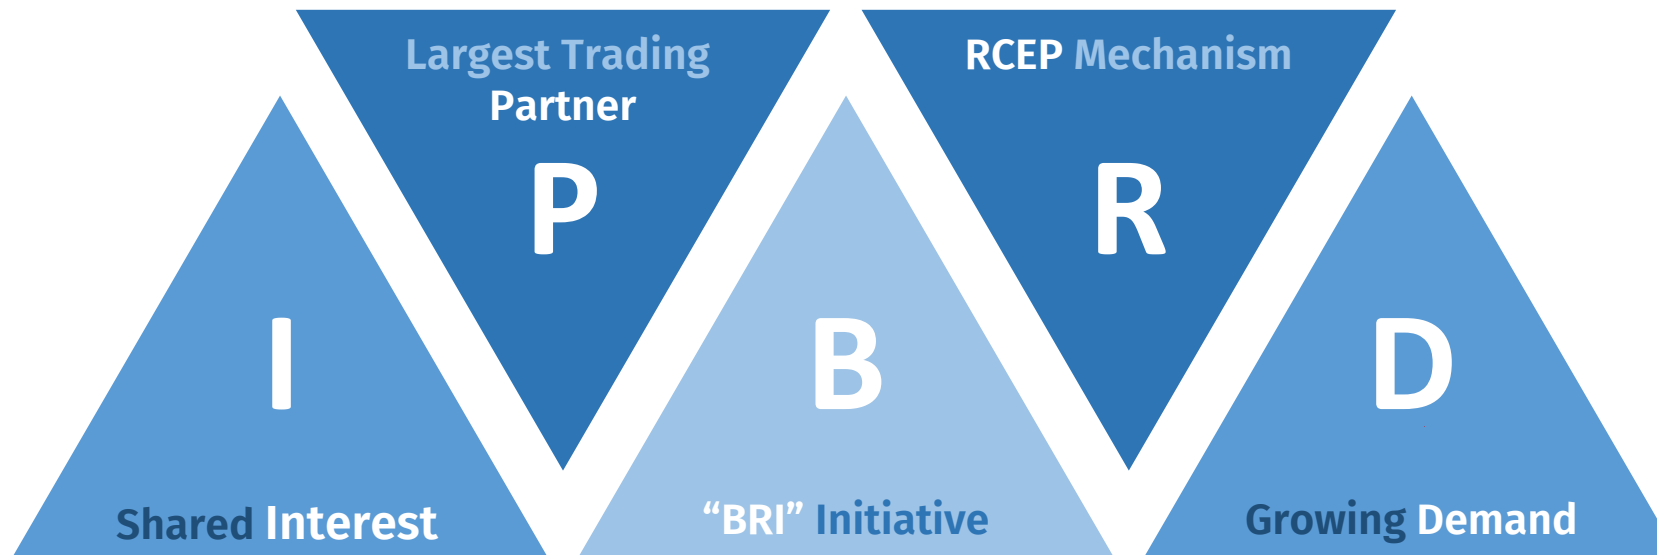 Largest Trading
Partner
P
RCEP Mechanism
R
I
Shared Interest
B
“BRI” Initiative
D
Growing Demand